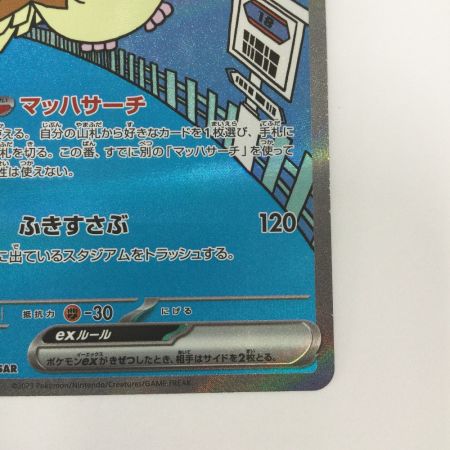 18
マッハサーチ
える。自分の山札から好きなカードを1枚選び、手札に
札を切る。この番、すでに別の「マッハサーチ」を使って
性は使えない。
ふきすさぶ 120
に出ているスタジアムをトラッシュする。
抵抗力 -30 にげる
exルール
ポケモンexがきぜつしたとき、相手はサイドを2枚とる。
SAR
©2023 Pokémon/Nintendo/Creatures/GAME FREAK.